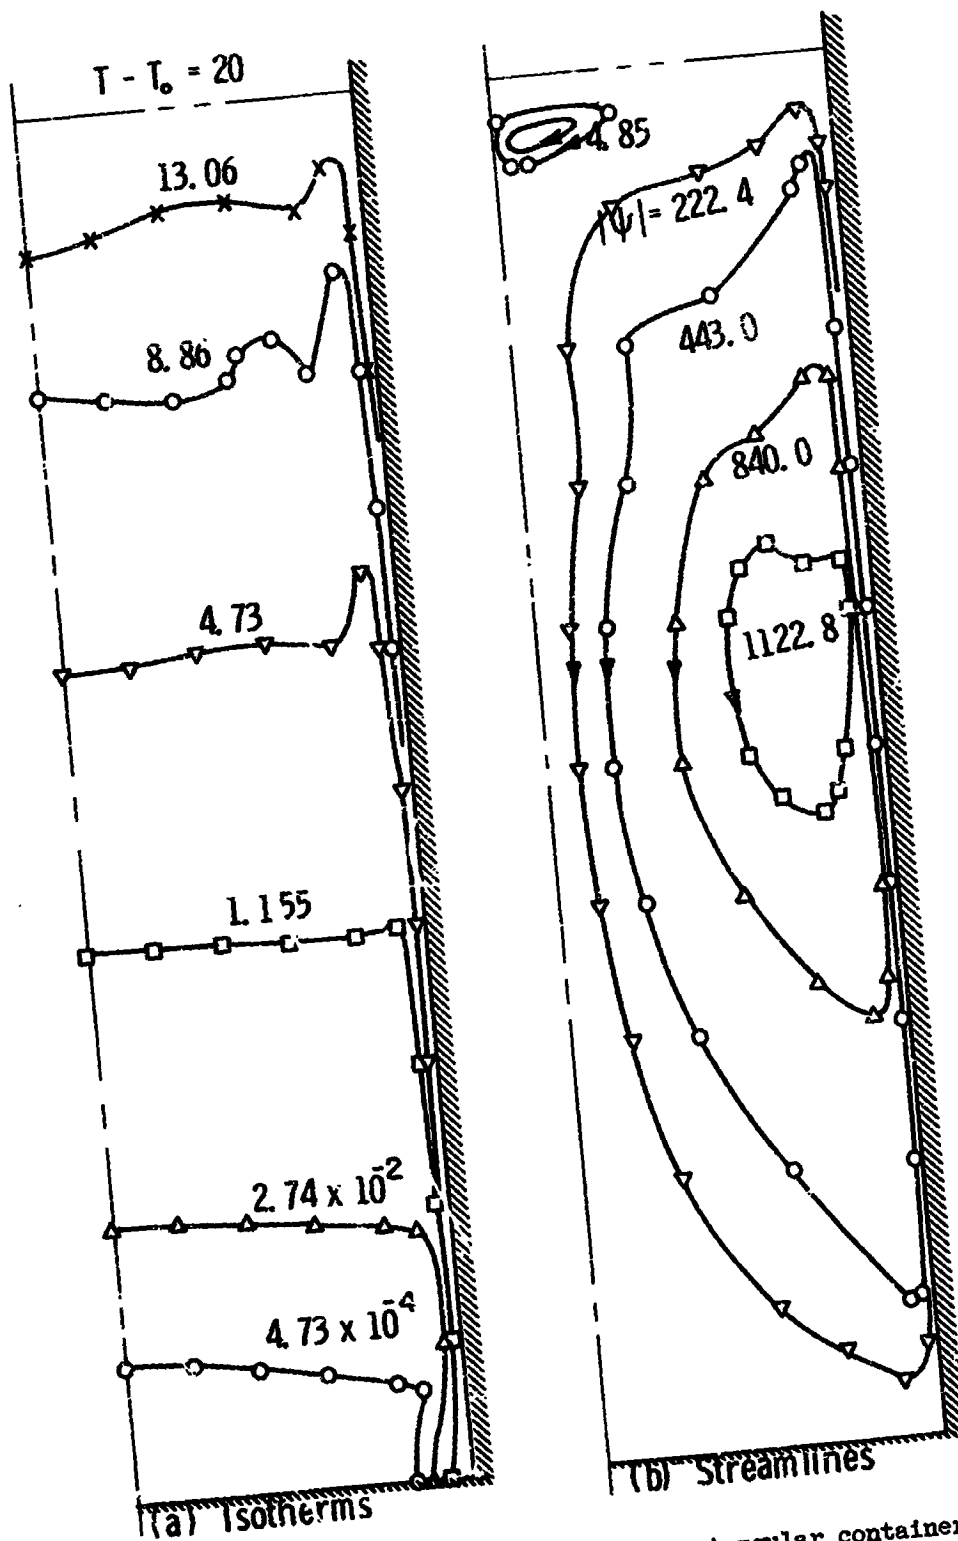 T - T₀ = 20
13.06
8.86
4.73
1.155
2.74 x 10⁻²
4.73 x 10⁻⁴
(a) Isotherms
4.85
|ψ| = 222.4
443.0
840.0
1122.8
(b) Streamlines
container